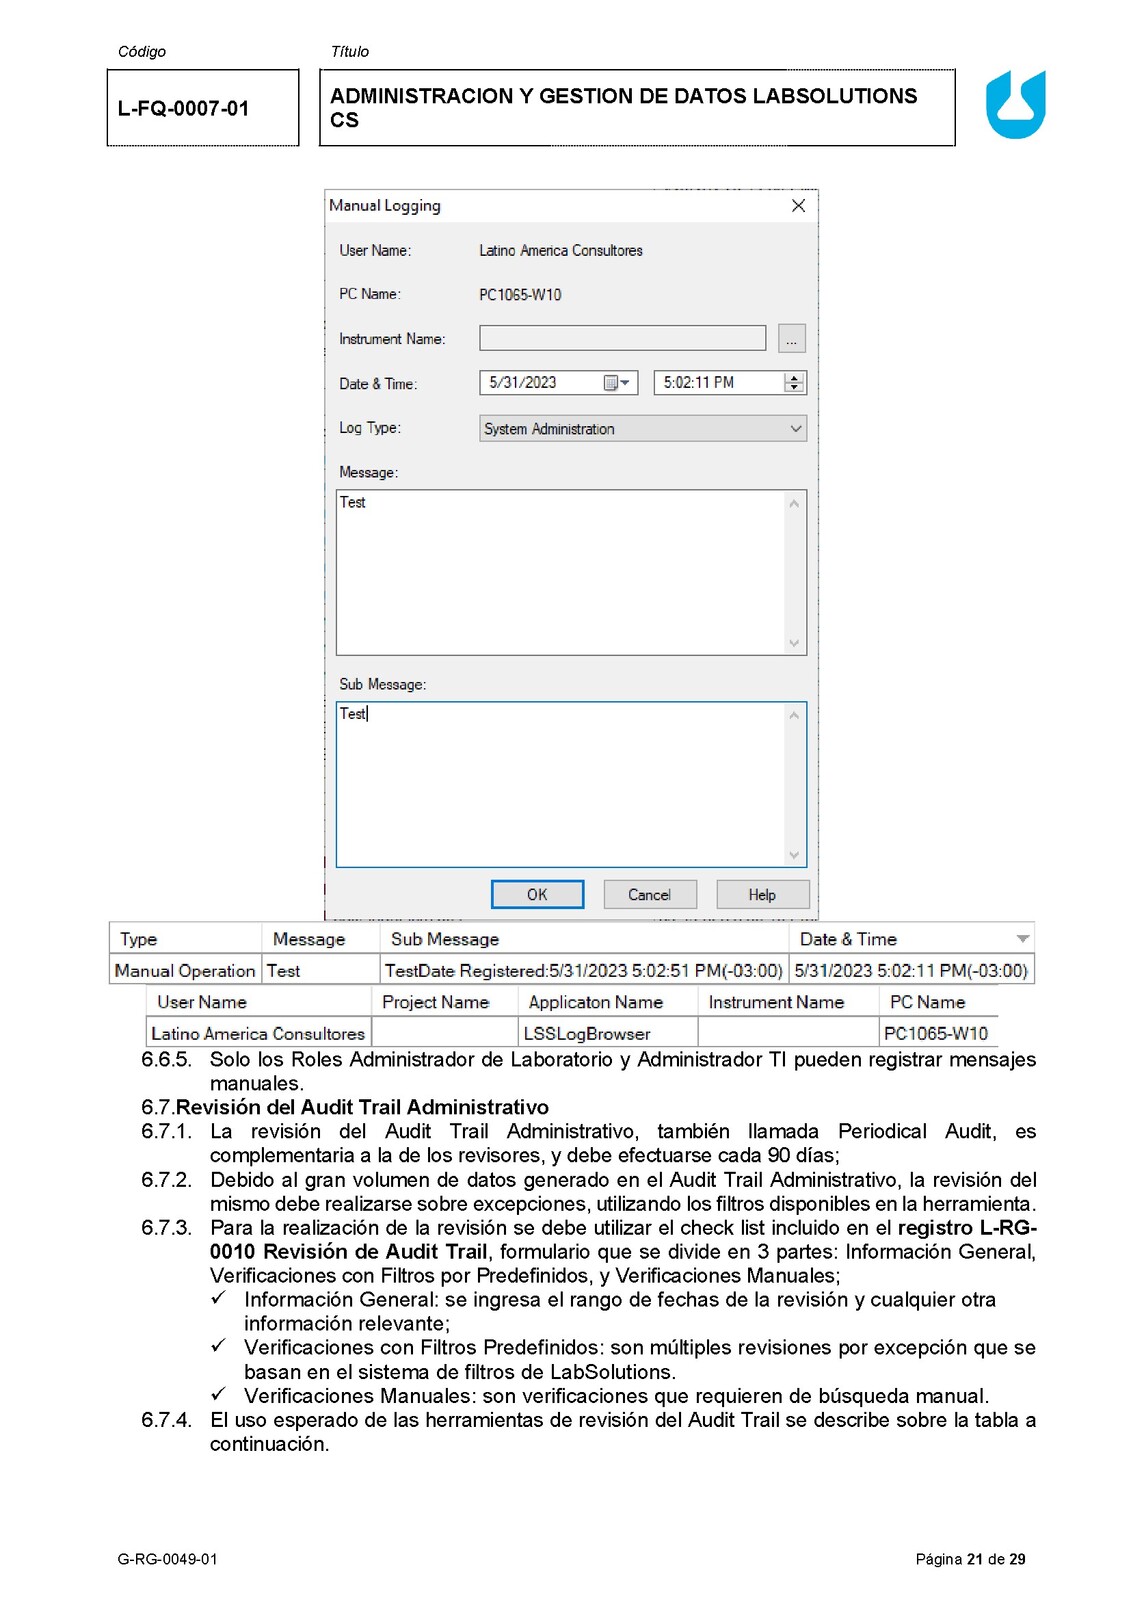 Código Título
L-FQ-0007-01
ADMINISTRACION Y GESTION DE DATOS LABSOLUTIONS
CS
Manual Logging
User Name: Latino America Consultores
PC Name: PC1065-W10
Instrument Name: ...
Date & Time: 5/31/2023 5:02:11 PM
Log Type: System Administration
Message:
Test
Sub Message:
Test
OK Cancel Help
Type Message Sub Message Date & Time
Manual Operation Test TestDate Registered:5/31/2023 5:02:51 PM(-03:00) 5/31/2023 5:02:11 PM(-03:00)
User Name Project Name Applicaton Name Instrument Name PC Name
Latino America Consultores LSSLogBrowser PC1065-W10
6.6.5. Solo los Roles Administrador de Laboratorio y Administrador TI pueden registrar mensajes
manuales.
6.7.Revisión del Audit Trail Administrativo
6.7.1. La revisión del Audit Trail Administrativo, también llamada Periodical Audit, es
complementaria a la de los revisores, y debe efectuarse cada 90 días;
6.7.2. Debido al gran volumen de datos generado en el Audit Trail Administrativo, la revisión del
mismo debe realizarse sobre excepciones, utilizando los filtros disponibles en la herramienta.
6.7.3. Para la realización de la revisión se debe utilizar el check list incluido en el registro L-RG-
0010 Revisión de Audit Trail, formulario que se divide en 3 partes: Información General,
Verificaciones con Filtros por Predefinidos, y Verificaciones Manuales;
✓ Información General: se ingresa el rango de fechas de la revisión y cualquier otra
información relevante;
✓ Verificaciones con Filtros Predefinidos: son múltiples revisiones por excepción que se
basan en el sistema de filtros de LabSolutions.
✓ Verificaciones Manuales: son verificaciones que requieren de búsqueda manual.
6.7.4. El uso esperado de las herramientas de revisión del Audit Trail se describe sobre la tabla a
continuación.
G-RG-0049-01 Página 21 de 29